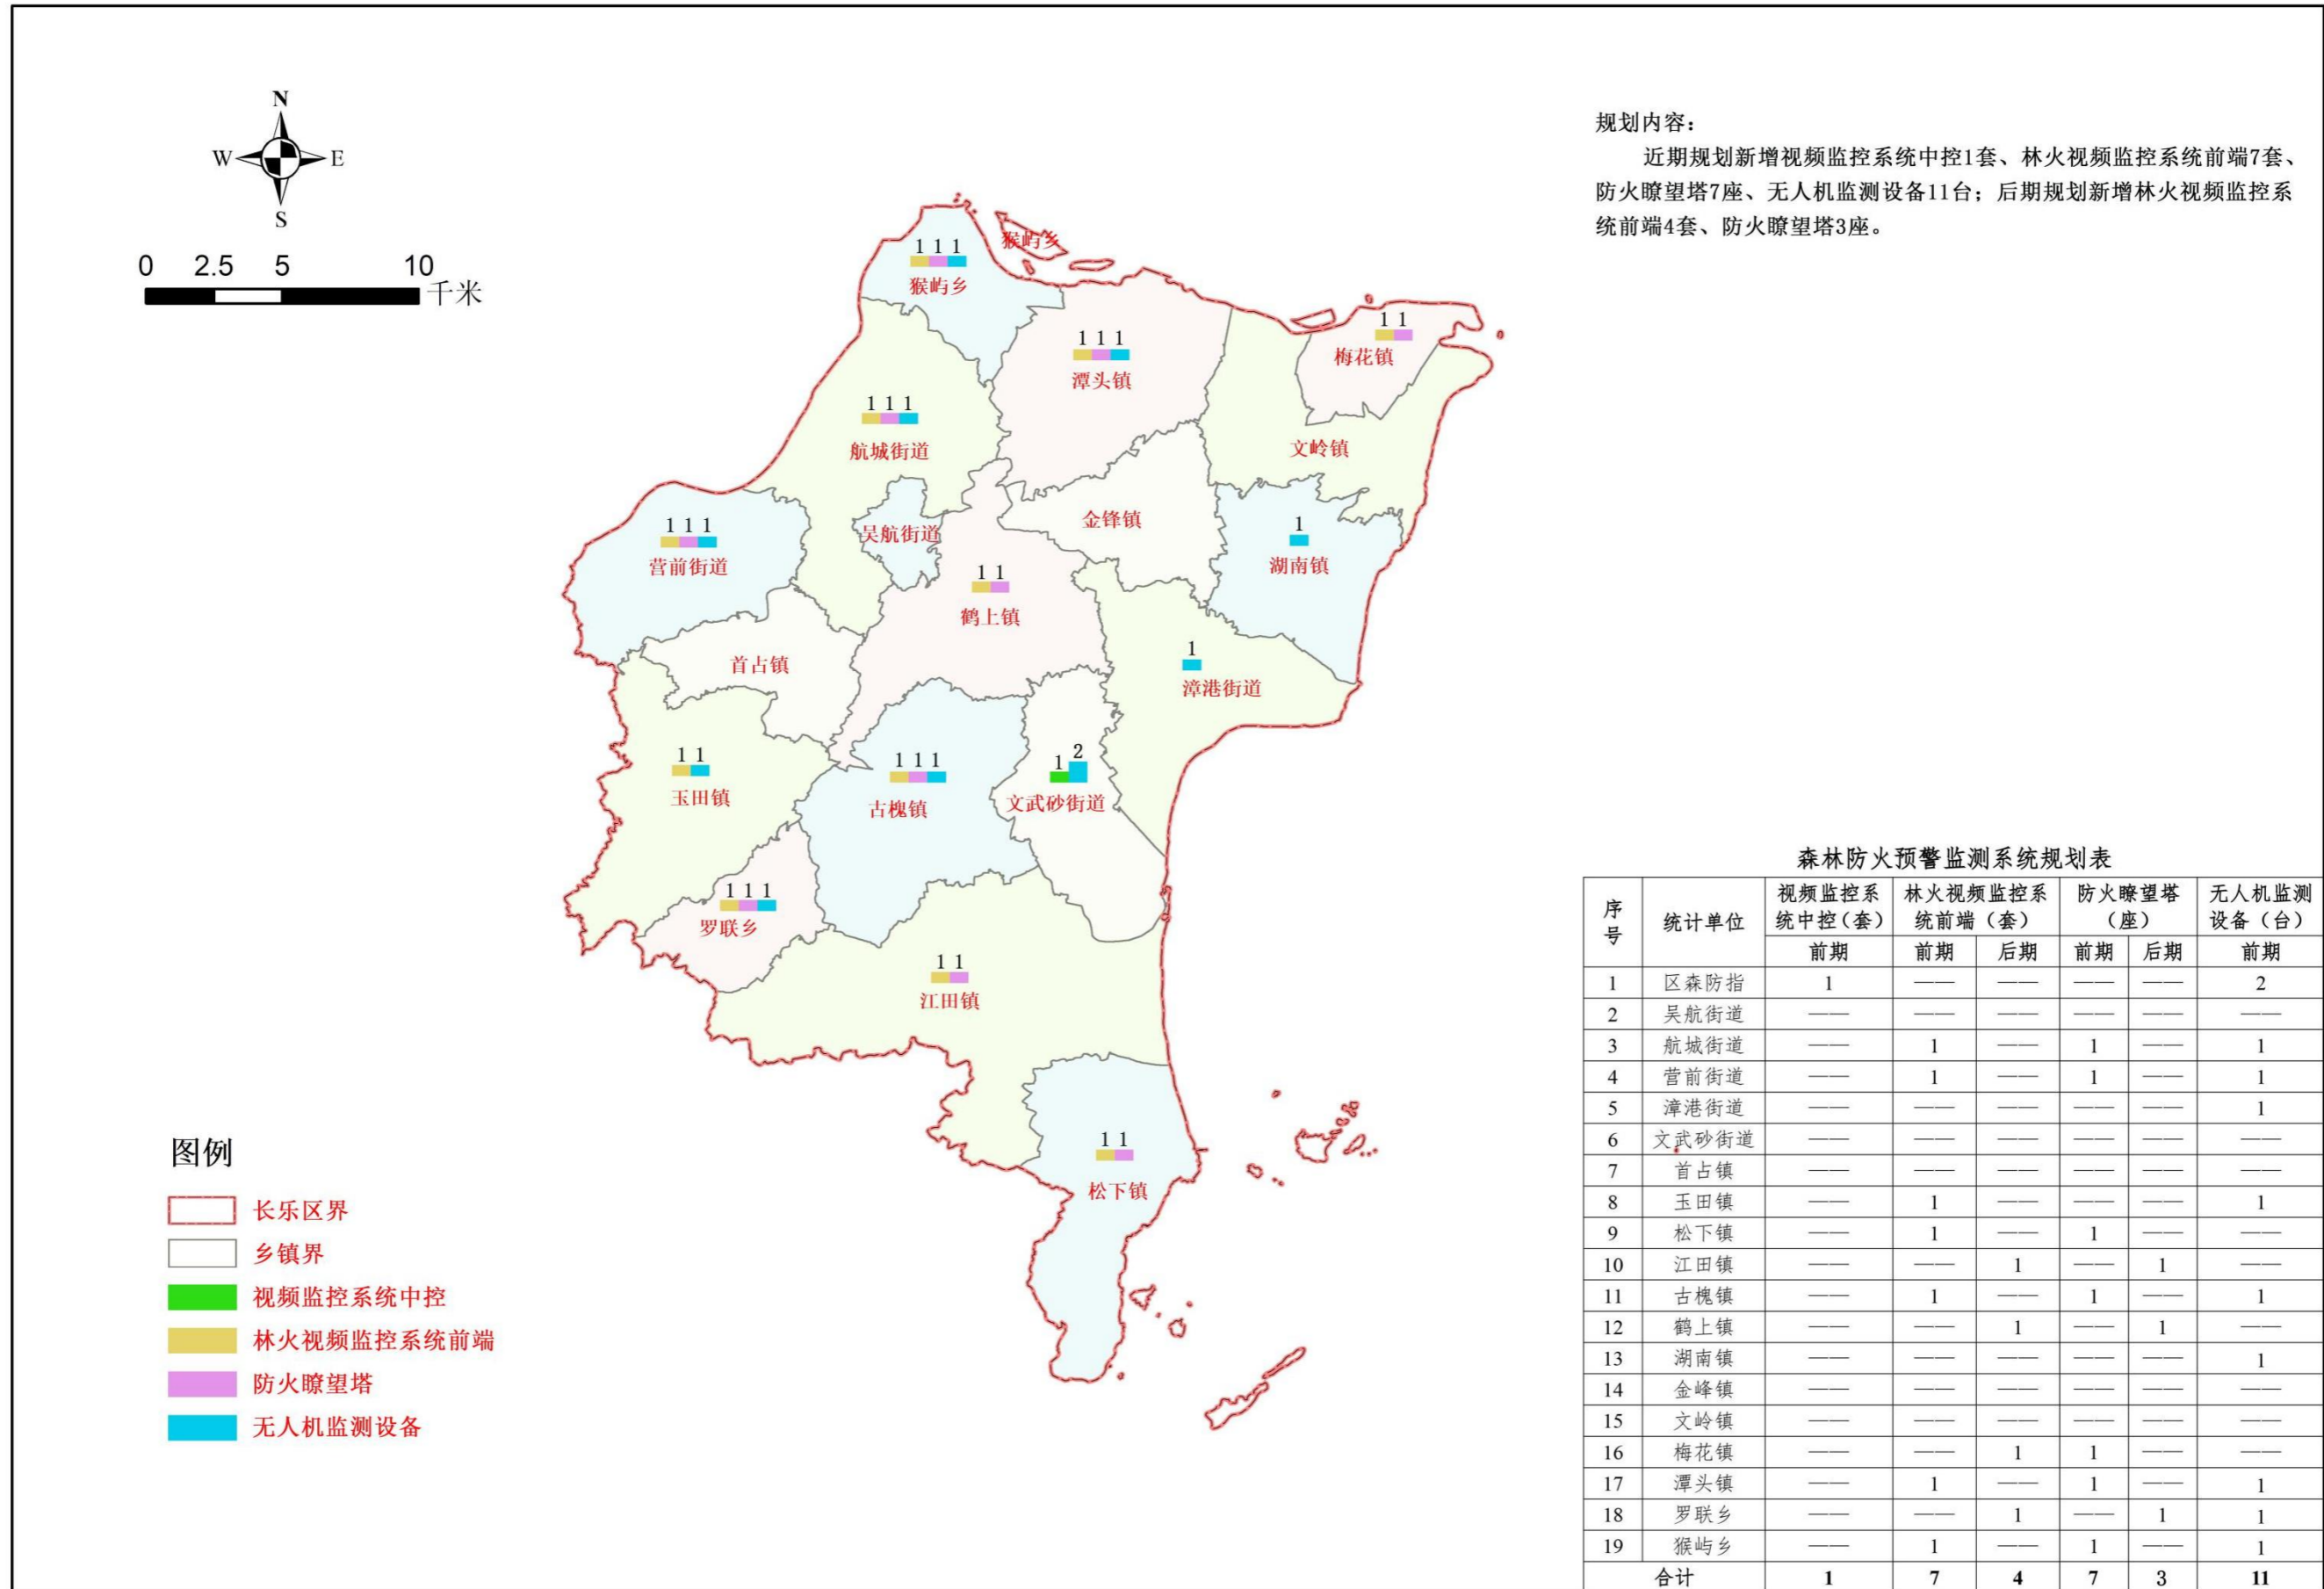 N
W E
S
0 2.5 5 10
千米
规划内容：
近期规划新增视频监控系统中控1套、林火视频监控系统前端7套、
防火瞭望塔7座、无人机监测设备11台；后期规划新增林火视频监控系
统前端4套、防火瞭望塔3座。
猴屿乡
1 1 1
猴屿乡
1 1 1
潭头镇
1 1
梅花镇
1 1 1
航城街道
文岭镇
1 1 1
营前街道
吴航街道
金锋镇
1
湖南镇
1 1
鹤上镇
首占镇
1
漳港街道
1 1
玉田镇
1 1 1
古槐镇
1 2
文武砂街道
1 1 1
罗联乡
1 1
江田镇
1 1
松下镇
图例
长乐区界
乡镇界
视频监控系统中控
林火视频监控系统前端
防火瞭望塔
无人机监测设备
森林防火预警监测系统规划表
序号 统计单位 视频监控系统中控（套） 林火视频监控系统前端（套） 防火瞭望塔（座） 无人机监测设备（台）
前期 前期 后期 前期 后期 前期
1 区森防指 1 —— —— —— —— 2
2 吴航街道 —— —— —— —— —— ——
3 航城街道 —— 1 —— 1 —— 1
4 营前街道 —— 1 —— 1 —— 1
5 漳港街道 —— —— —— —— —— 1
6 文武砂街道 —— —— —— —— —— ——
7 首占镇 —— —— —— —— —— ——
8 玉田镇 —— 1 —— —— —— 1
9 松下镇 —— 1 —— 1 —— ——
10 江田镇 —— —— 1 —— 1 ——
11 古槐镇 —— 1 —— 1 —— 1
12 鹤上镇 —— —— 1 —— 1 ——
13 湖南镇 —— —— —— —— —— 1
14 金峰镇 —— —— —— —— —— ——
15 文岭镇 —— —— —— —— —— ——
16 梅花镇 —— —— 1 1 —— ——
17 潭头镇 —— 1 —— 1 —— 1
18 罗联乡 —— —— 1 —— 1 1
19 猴屿乡 —— 1 —— 1 —— 1
合计 1 7 4 7 3 11